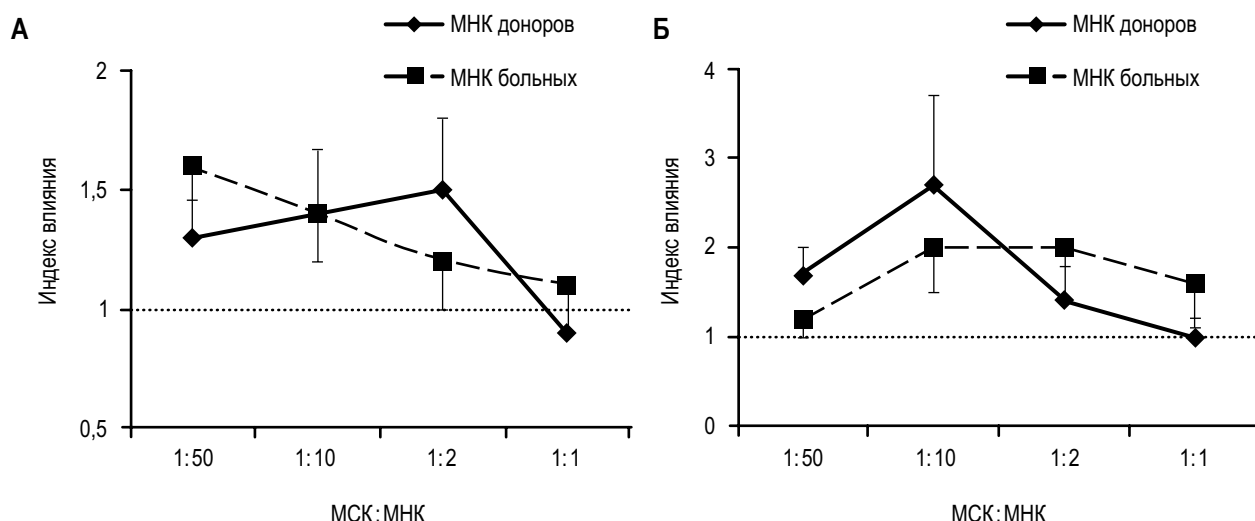 А
МНК доноров
МНК больных
2
1,5
1
0,5
Индекс влияния
1:50
1:10
1:2
1:1
МСК:МНК
Б
МНК доноров
МНК больных
4
3
2
1
0
Индекс влияния
1:50
1:10
1:2
1:1
МСК:МНК